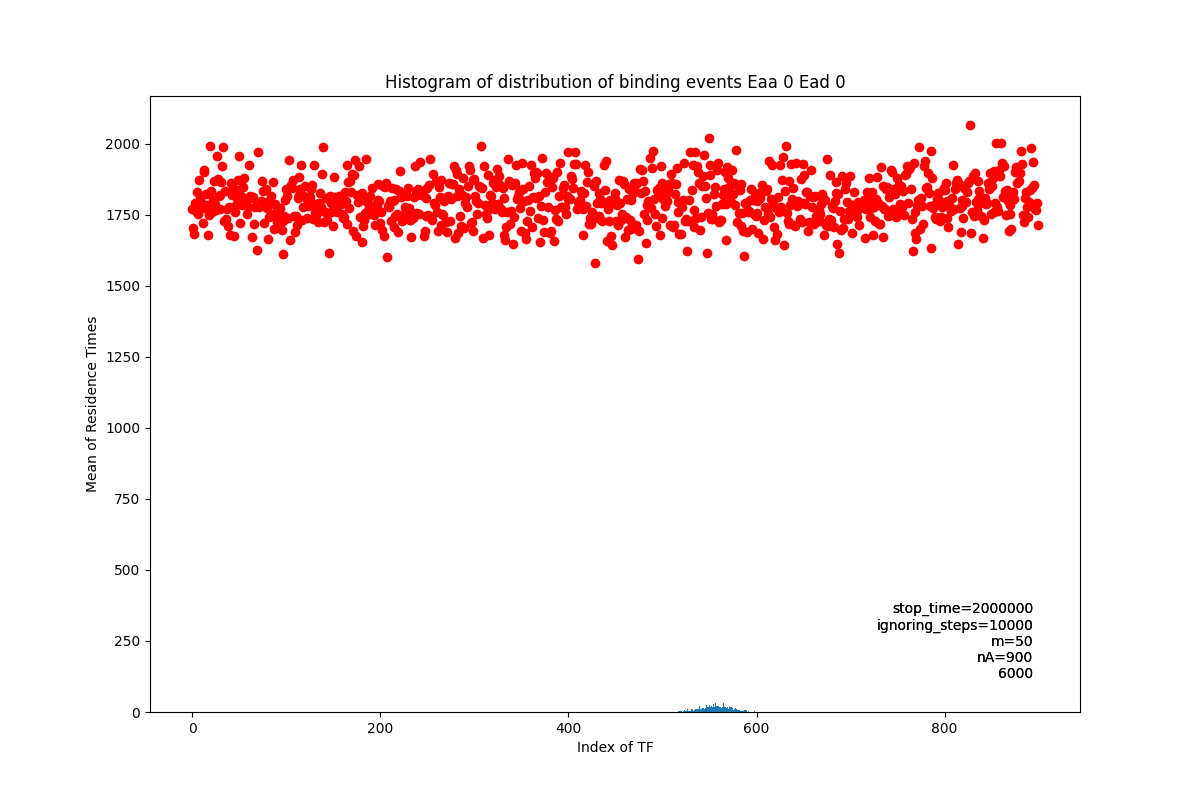 Histogram of distribution of binding events Eaa 0 Ead 0
2000
1750
1500
1250
1000
750
500
250
0
Mean of Residence Times
stop_time=2000000
ignoring_steps=10000
m=50
nA=900
6000
0 200 400 600 800
Index of TF